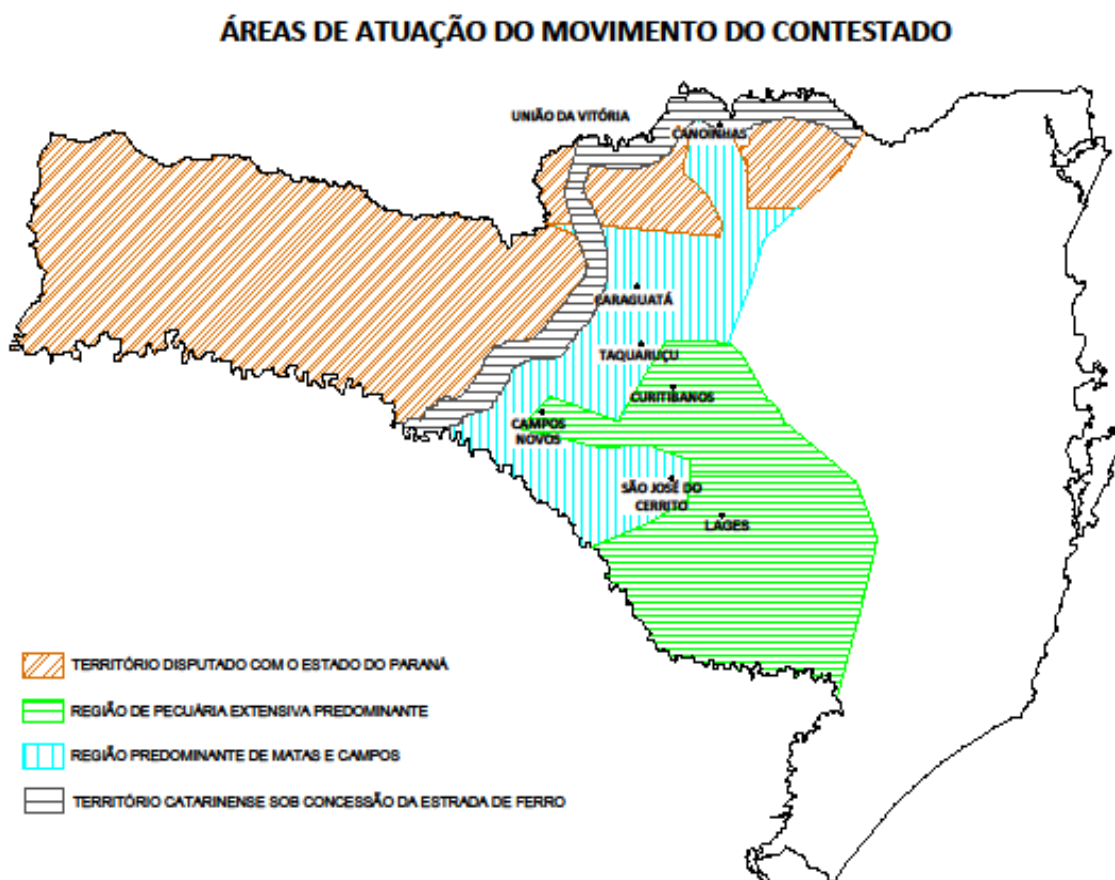 ÁREAS DE ATUAÇÃO DO MOVIMENTO DO CONTESTADO
UNIÃO DA VITÓRIA
CANOINHAS
CARAGUATÁ
TAQUARUÇU
CURITIBANOS
CAMPOS
NOVOS
SÃO JOSÉ DO
CERRITO
LAGES
TERRITÓRIO DISPUTADO COM O ESTADO DO PARANÁ
REGIÃO DE PECUÁRIA EXTENSIVA PREDOMINANTE
REGIÃO PREDOMINANTE DE MATAS E CAMPOS
TERRITÓRIO CATARINENSE SOB CONCESSÃO DA ESTRADA DE FERRO